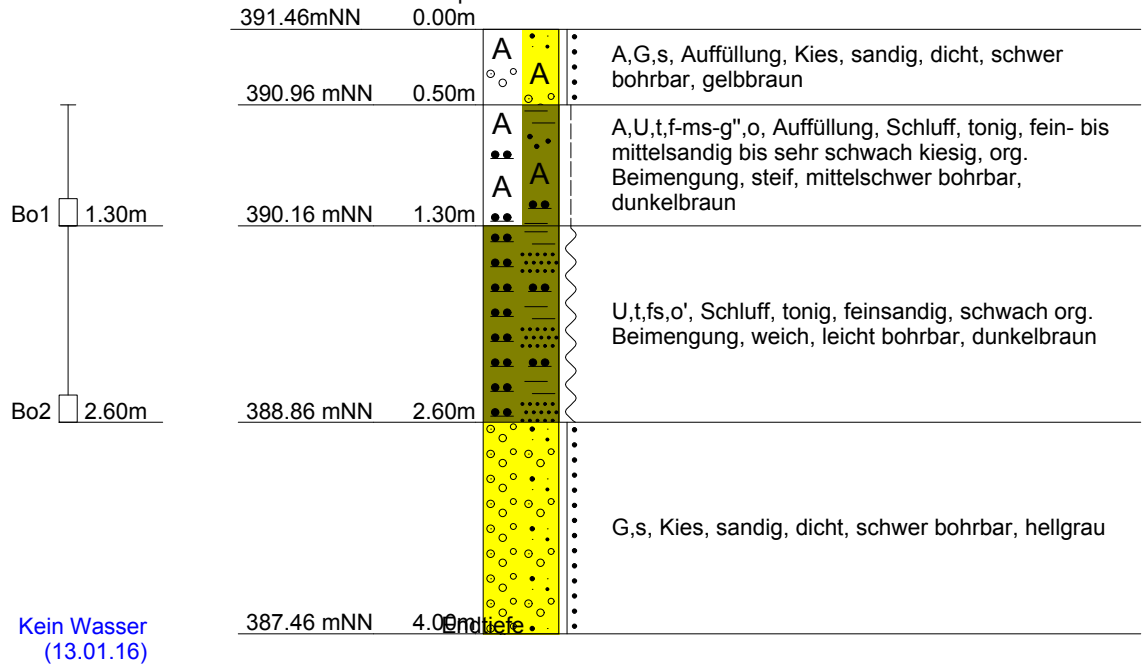 391.46mNN 0.00m
A
A
A,G,s, Auffüllung, Kies, sandig, dicht, schwer
bohrbar, gelbbraun
390.96 mNN 0.50m
A
A
A
A,U,t,f-ms-g",o, Auffüllung, Schluff, tonig, fein- bis
mittelsandig bis sehr schwach kiesig, org.
Beimengung, steif, mittelschwer bohrbar,
dunkelbraun
Bo1 1.30m 390.16 mNN 1.30m
U,t,fs,o', Schluff, tonig, feinsandig, schwach org.
Beimengung, weich, leicht bohrbar, dunkelbraun
Bo2 2.60m 388.86 mNN 2.60m
G,s, Kies, sandig, dicht, schwer bohrbar, hellgrau
387.46 mNN 4.00m Endtiefe
Kein Wasser
(13.01.16)